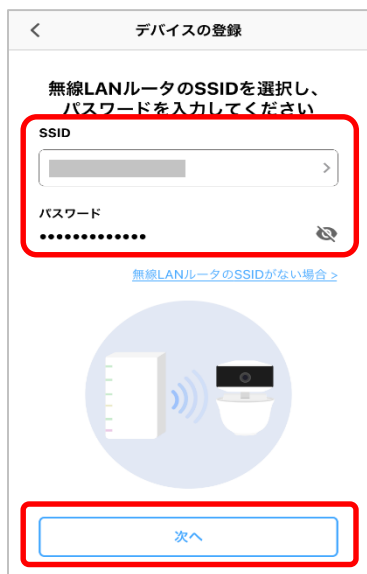 デバイスの登録
無線LANルータのSSIDを選択し、
パスワードを入力してください
SSID
パスワード
•••••••••••••
無線LANルータのSSIDがない場合 >
次へ